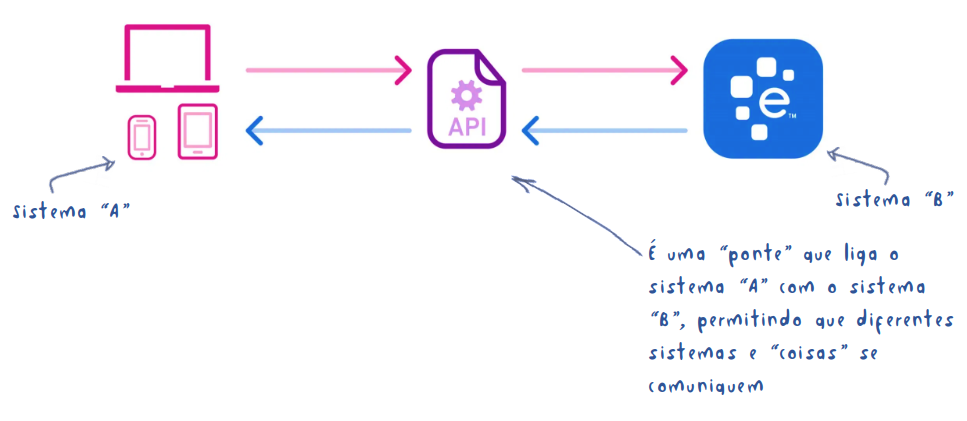 API
e™
Sistema “A”
Sistema “B”
É uma “ponte” que liga o
sistema “A” com o sistema
“B”, permitindo que diferentes
sistemas e “coisas” se
comuniquem